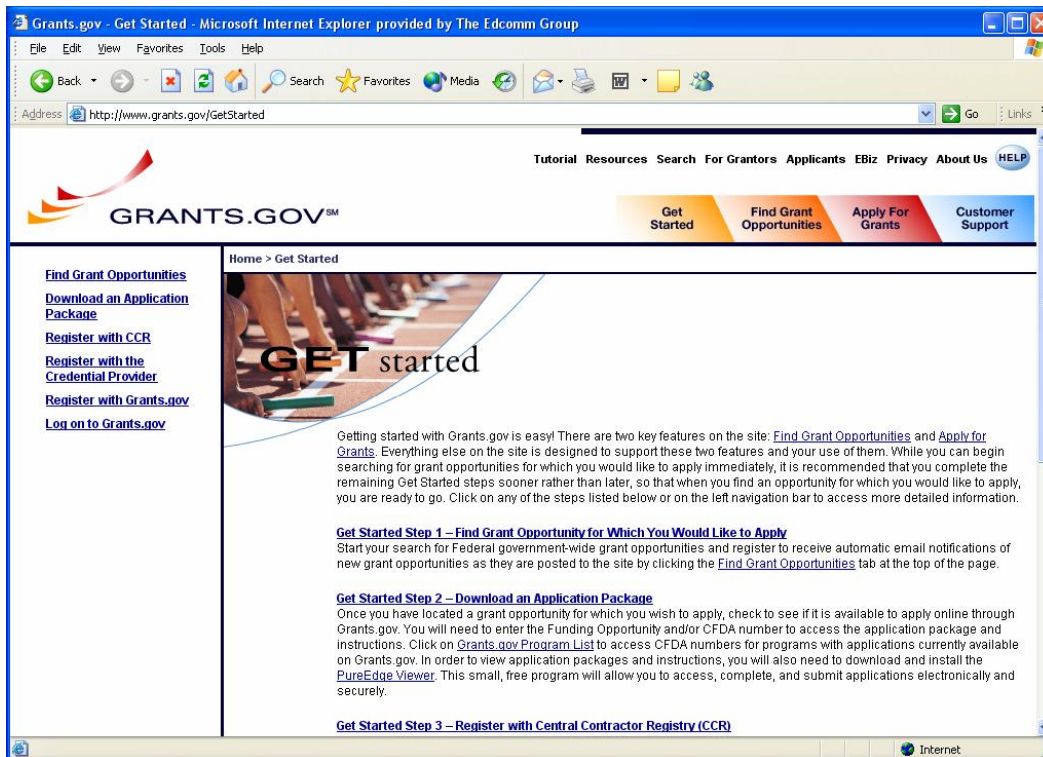 Grants.gov - Get Started - Microsoft Internet Explorer provided by The Edcomm Group
File Edit View Favorites Tools Help
Back Search Favorites Media
Address http://www.grants.gov/GetStarted Go Links
Tutorial Resources Search For Grantors Applicants EBiz Privacy About Us HELP
GRANTS.GOV℠
Get Started
Find Grant Opportunities
Apply For Grants
Customer Support
Home > Get Started
Find Grant Opportunities
Download an Application
Package
Register with CCR
Register with the
Credential Provider
Register with Grants.gov
Log on to Grants.gov
GET started
Getting started with Grants.gov is easy! There are two key features on the site: Find Grant Opportunities and Apply for
Grants. Everything else on the site is designed to support these two features and your use of them. While you can begin
searching for grant opportunities for which you would like to apply immediately, it is recommended that you complete the
remaining Get Started steps sooner rather than later, so that when you find an opportunity for which you would like to apply,
you are ready to go. Click on any of the steps listed below or on the left navigation bar to access more detailed information.
Get Started Step 1 – Find Grant Opportunity for Which You Would Like to Apply
Start your search for Federal government-wide grant opportunities and register to receive automatic email notifications of
new grant opportunities as they are posted to the site by clicking the Find Grant Opportunities tab at the top of the page.
Get Started Step 2 – Download an Application Package
Once you have located a grant opportunity for which you wish to apply, check to see if it is available to apply online through
Grants.gov. You will need to enter the Funding Opportunity and/or CFDA number to access the application package and
instructions. Click on Grants.gov Program List to access CFDA numbers for programs with applications currently available
on Grants.gov. In order to view application packages and instructions, you will also need to download and install the
PureEdge Viewer. This small, free program will allow you to access, complete, and submit applications electronically and
securely.
Get Started Step 3 – Register with Central Contractor Registry (CCR)
Internet